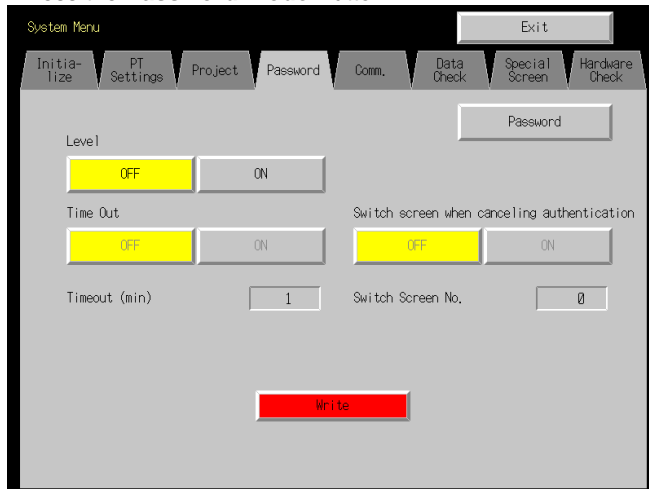 System Menu
Exit
Initia-
lize
PT
Settings
Project
Password
Comm.
Data
Check
Special
Screen
Hardware
Check
Password
Level
OFF ON
Time Out
Switch screen when canceling authentication
OFF ON
OFF ON
Timeout (min) 1
Switch Screen No. 0
Write